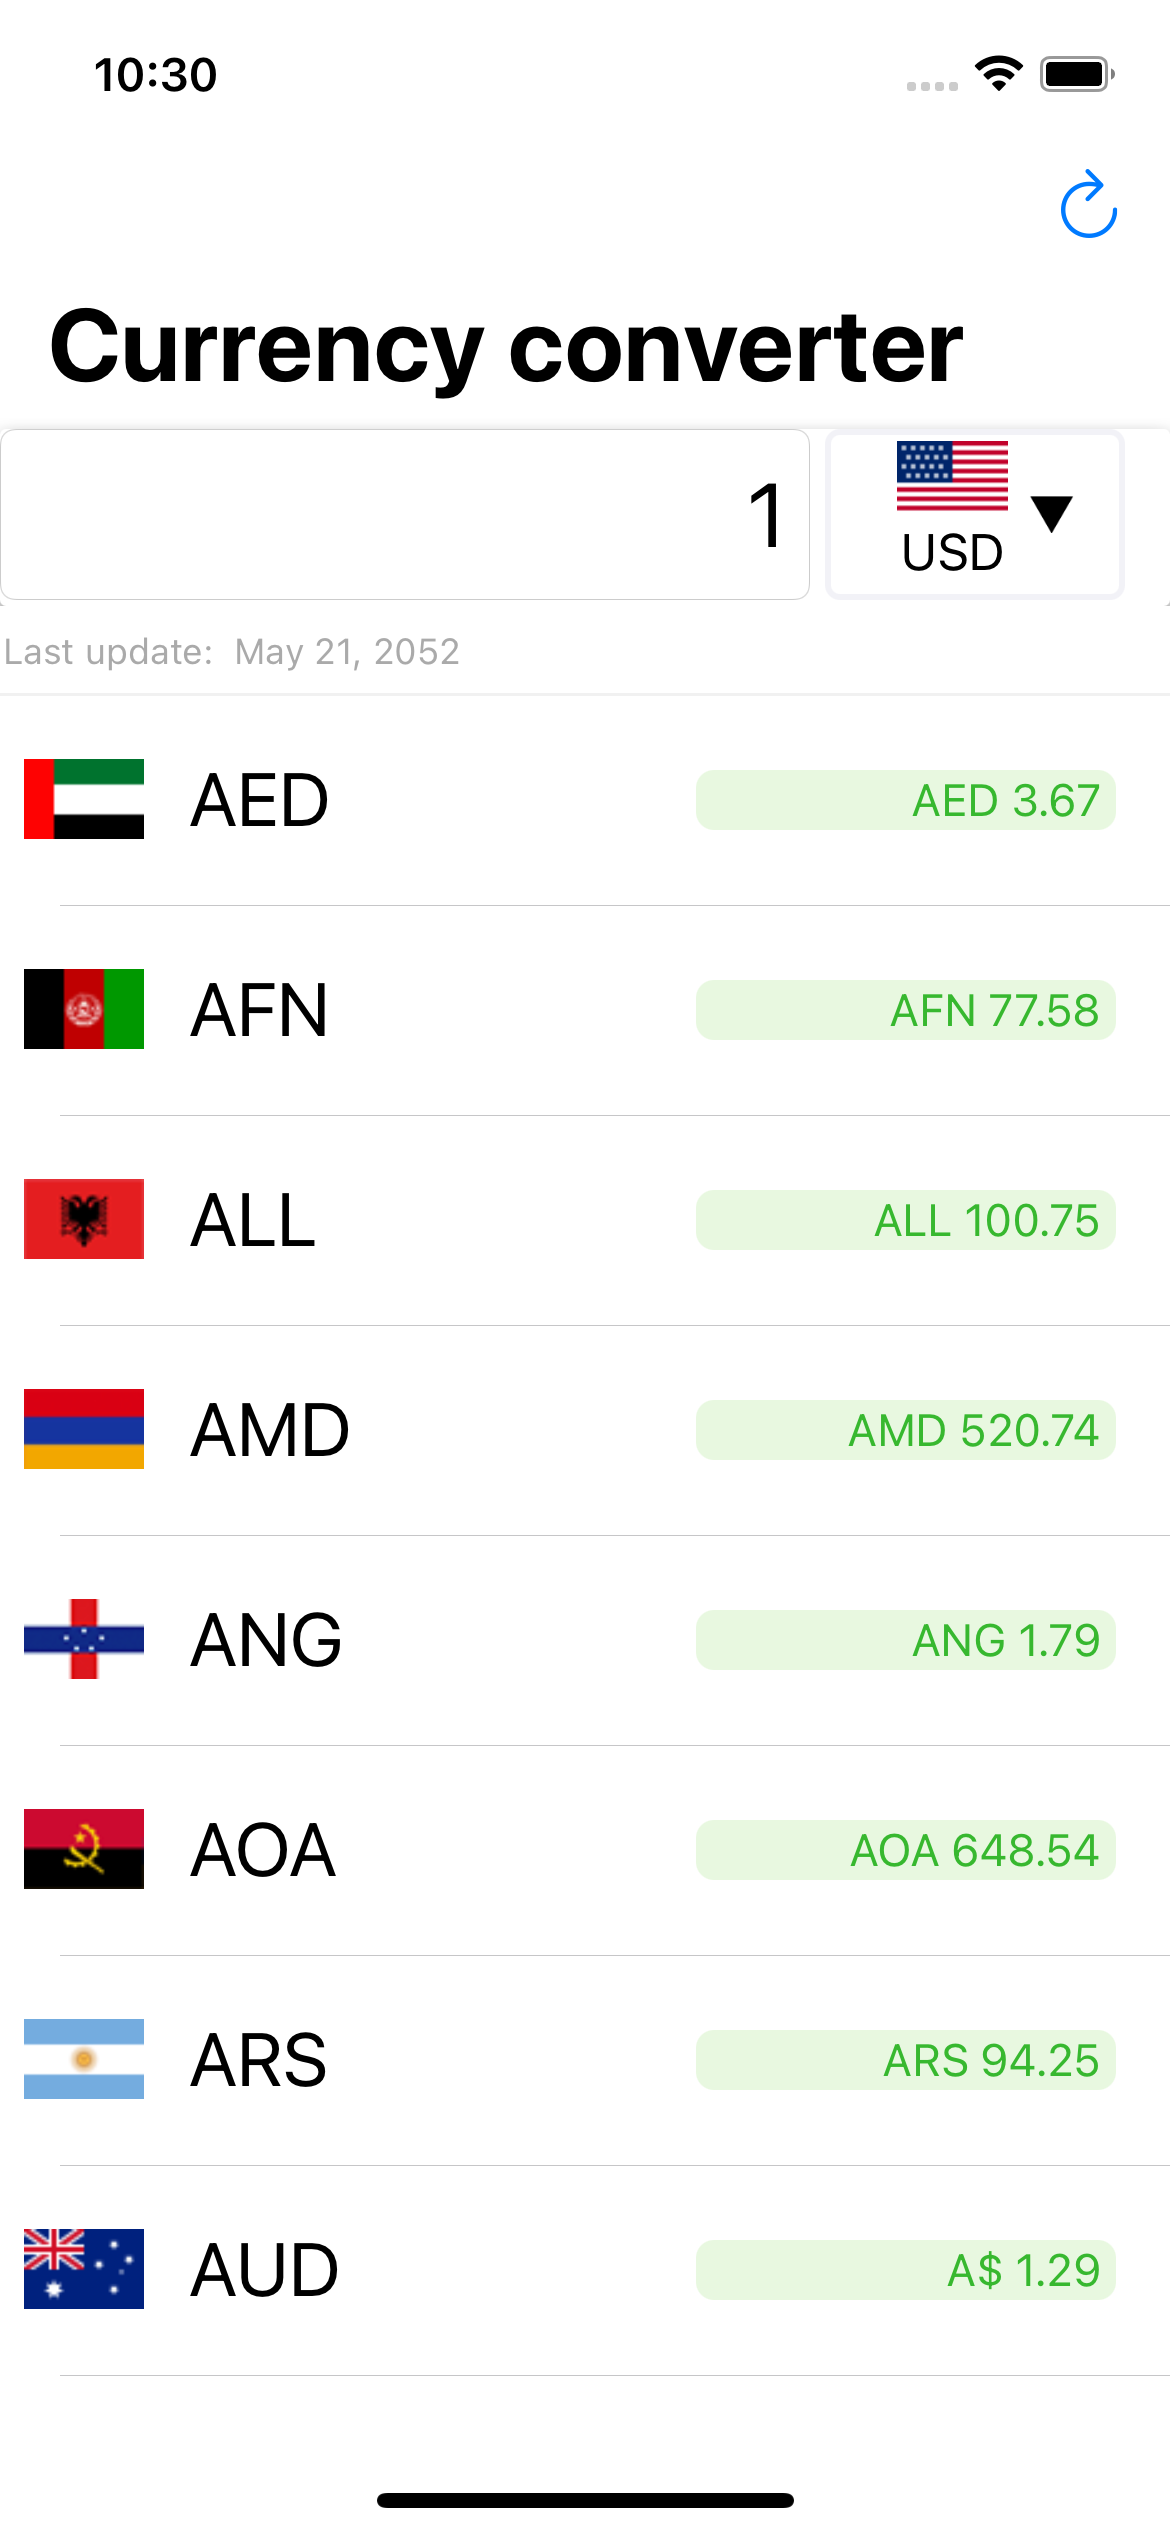 10:30
Currency converter
1
USD
Last update:  May 21, 2052
AED AED 3.67
AFN AFN 77.58
ALL ALL 100.75
AMD AMD 520.74
ANG ANG 1.79
AOA AOA 648.54
ARS ARS 94.25
AUD A$ 1.29